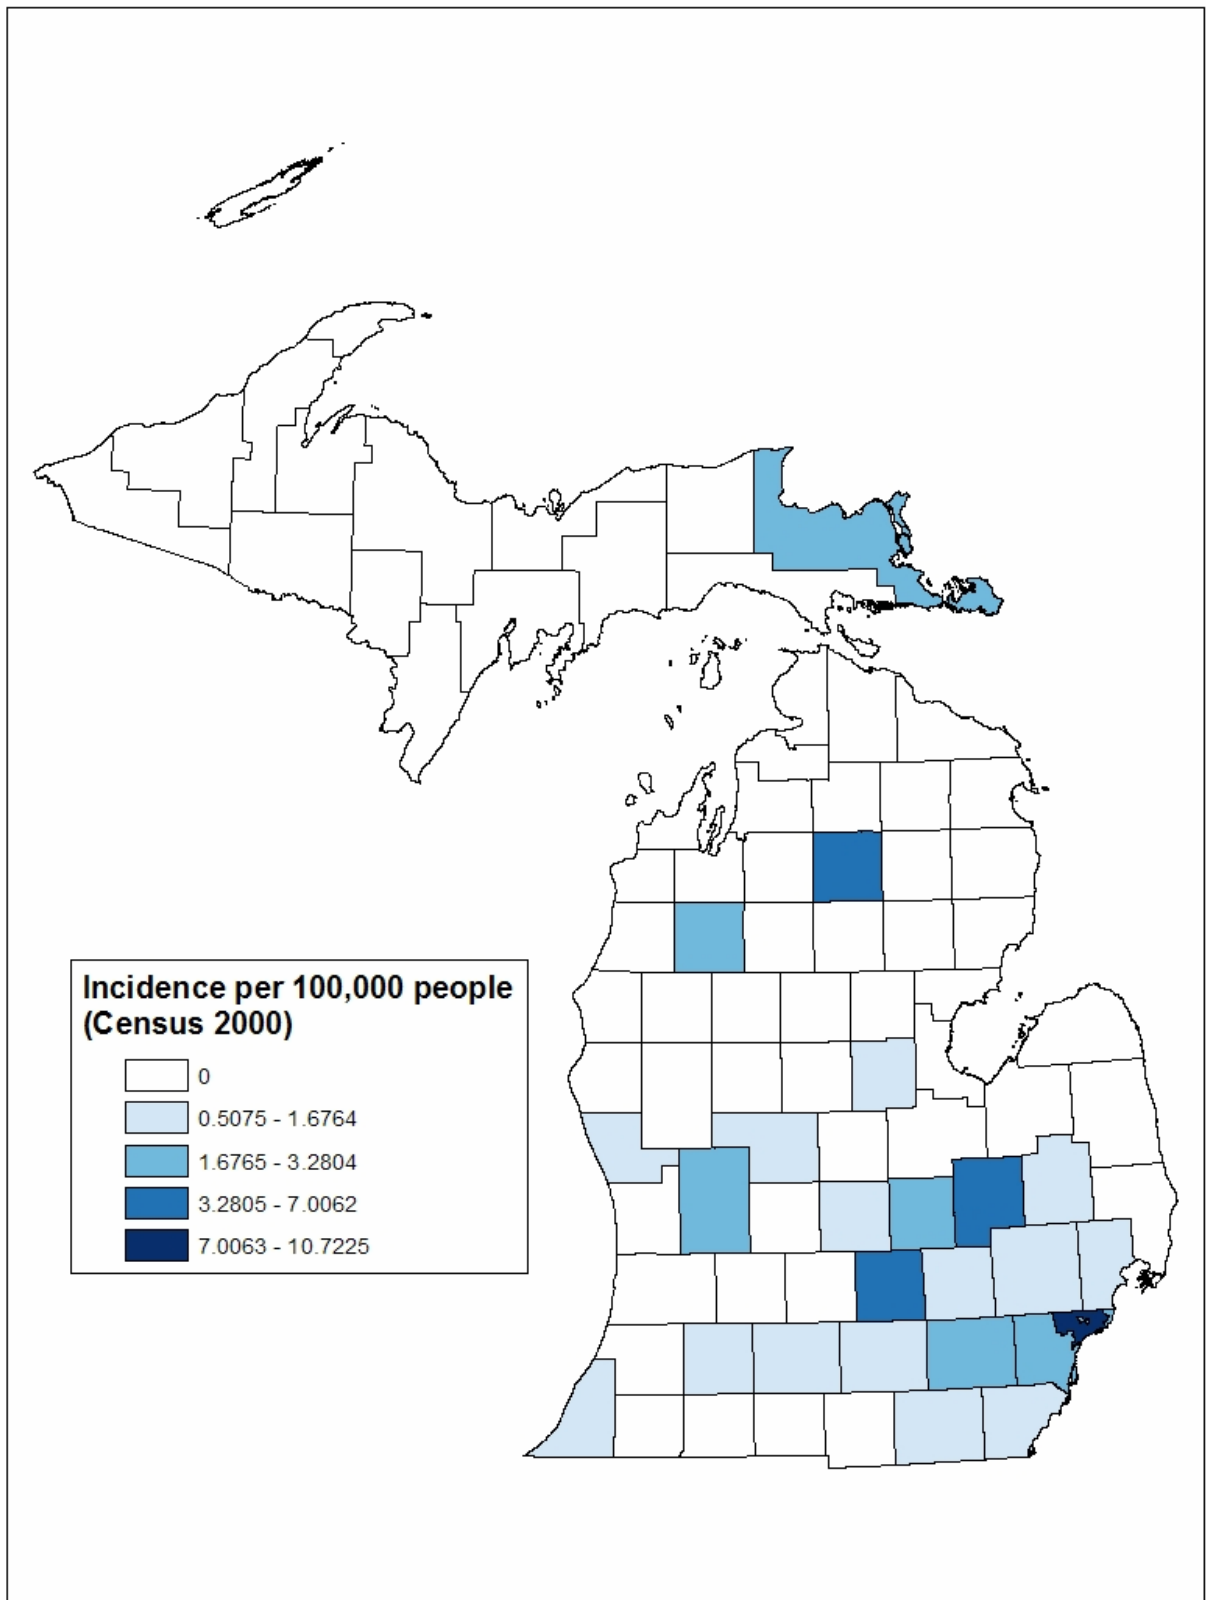 Incidence per 100,000 people
(Census 2000)
0
0.5075 - 1.6764
1.6765 - 3.2804
3.2805 - 7.0062
7.0063 - 10.7225